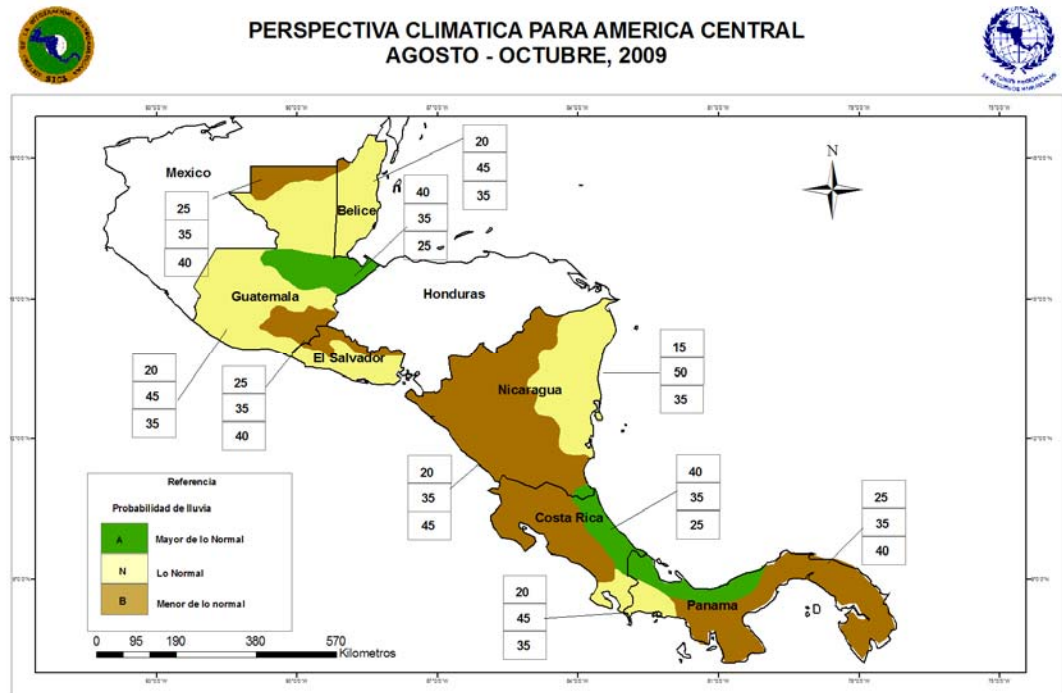 PERSPECTIVA CLIMATICA PARA AMERICA CENTRAL
AGOSTO - OCTUBRE, 2009
SICA
N
Mexico
20
45
35
40
35
25
25
35
40
Belice
Guatemala
Honduras
El Salvador
20
45
35
25
35
40
15
50
35
Nicaragua
20
35
45
40
35
25
25
35
40
Costa Rica
20
45
35
Panama
D
Referencia
Probabilidad de lluvia
A Mayor de lo Normal
N Lo Normal
B Menor de lo normal
0 95 190 380 570
Kilometros